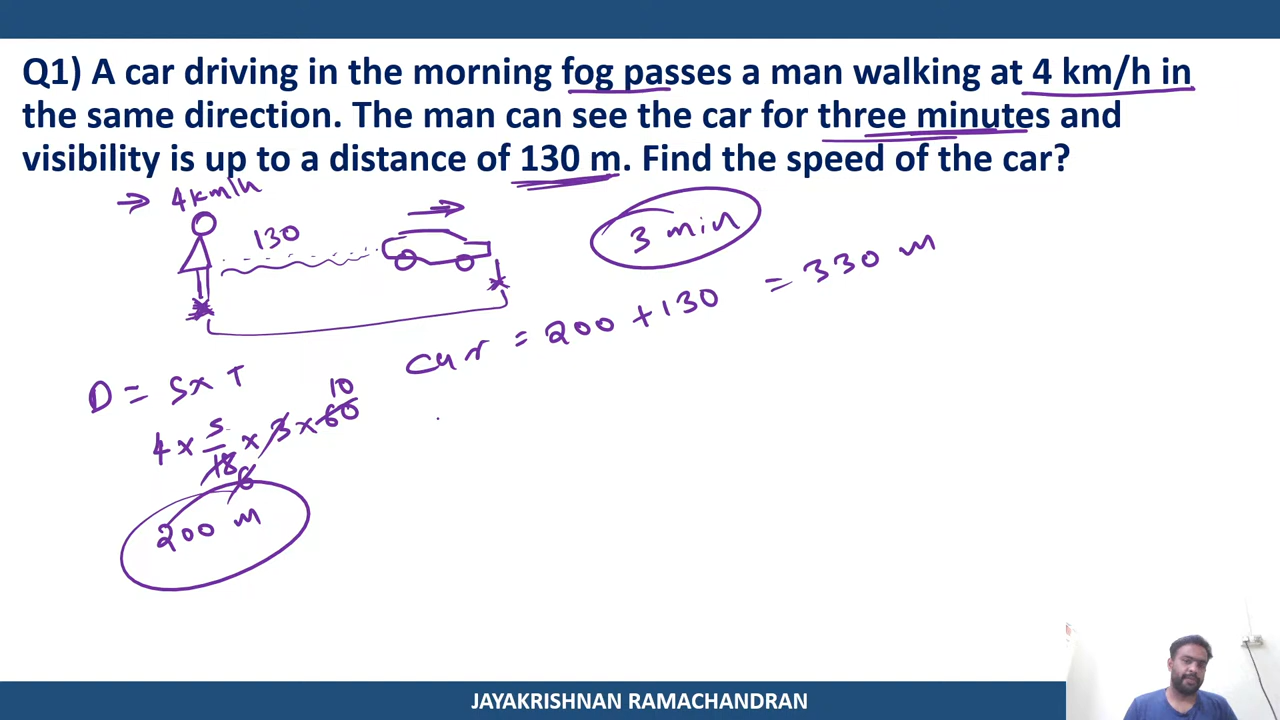 Q1) A car driving in the morning fog passes a man walking at 4 km/h in
the same direction. The man can see the car for three minutes and
visibility is up to a distance of 130 m. Find the speed of the car?
4km/h
130
3 min
car = 200 + 130 = 330 m
D = S x T
4 x 5/18 x 3 x 60
10
6
200 m
JAYAKRISHNAN RAMACHANDRAN